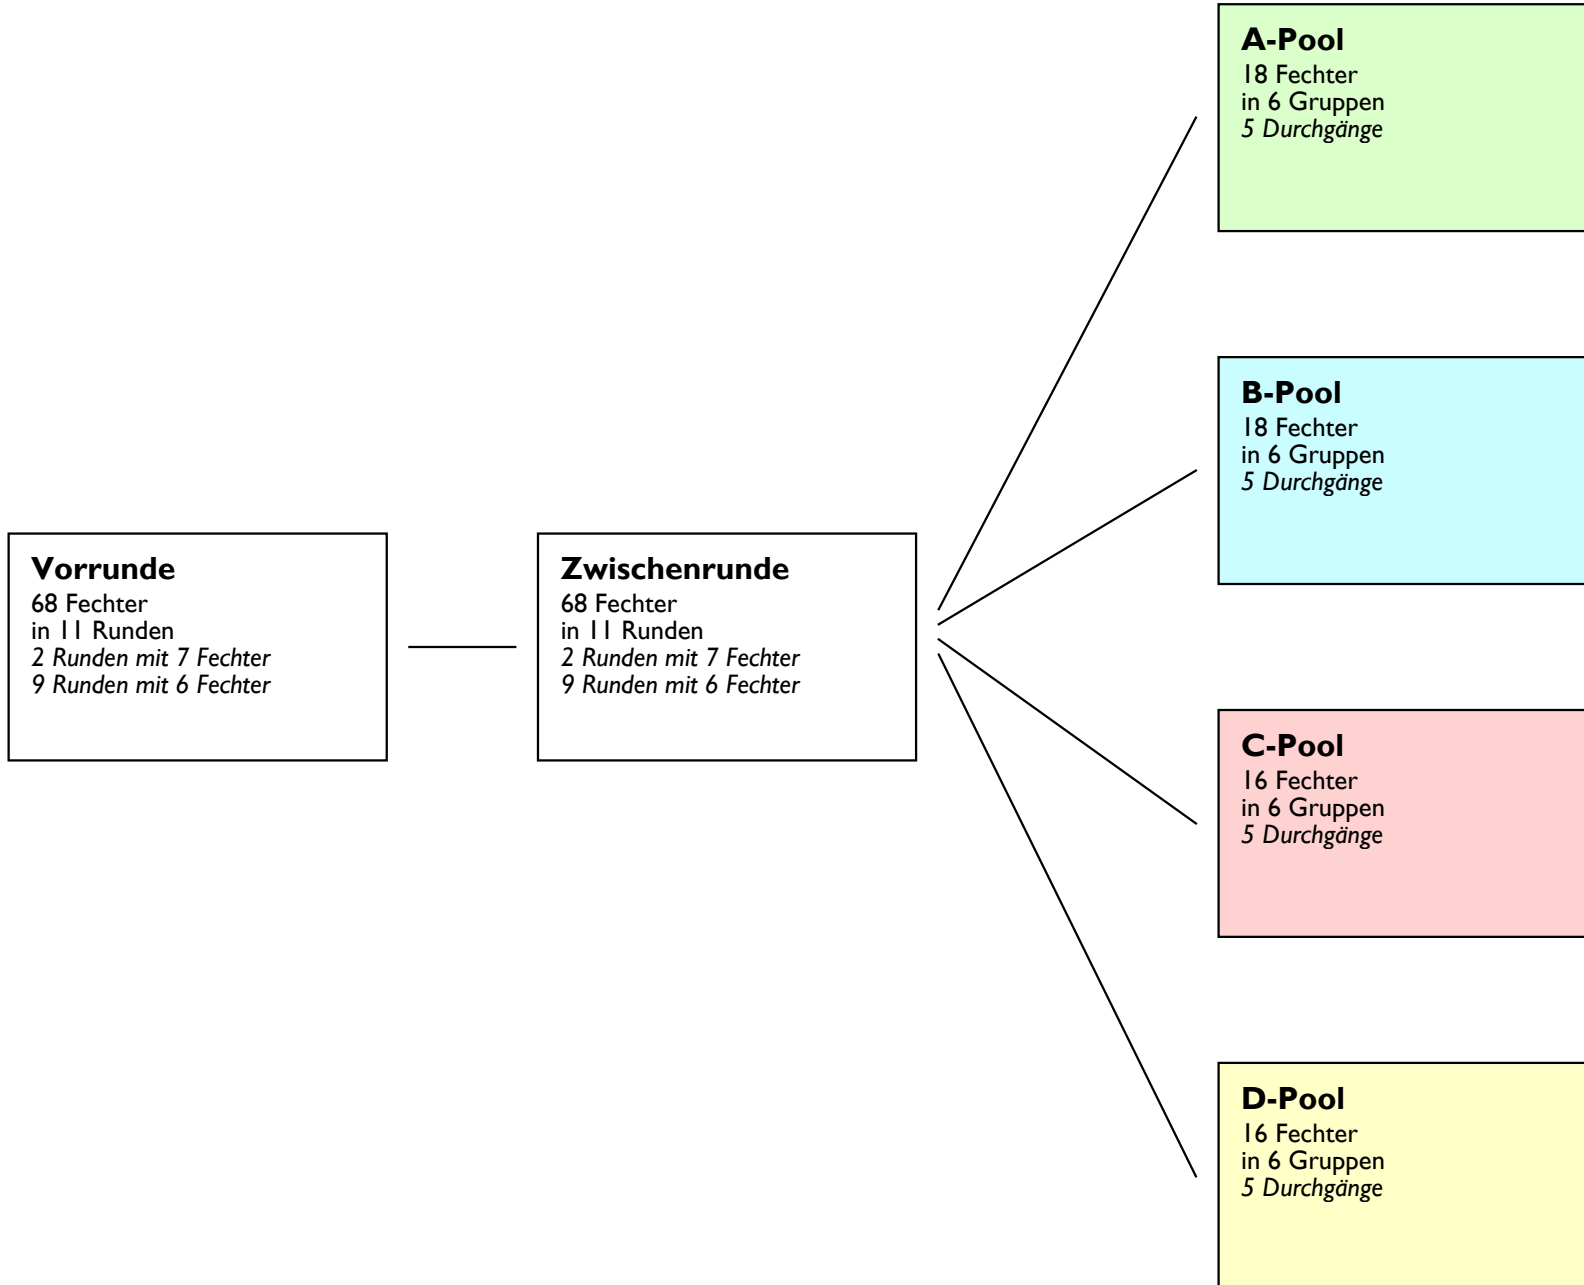 Vorrunde
68 Fechter
in 11 Runden
2 Runden mit 7 Fechter
9 Runden mit 6 Fechter
Zwischenrunde
68 Fechter
in 11 Runden
2 Runden mit 7 Fechter
9 Runden mit 6 Fechter
A-Pool
18 Fechter
in 6 Gruppen
5 Durchgänge
B-Pool
18 Fechter
in 6 Gruppen
5 Durchgänge
C-Pool
16 Fechter
in 6 Gruppen
5 Durchgänge
D-Pool
16 Fechter
in 6 Gruppen
5 Durchgänge